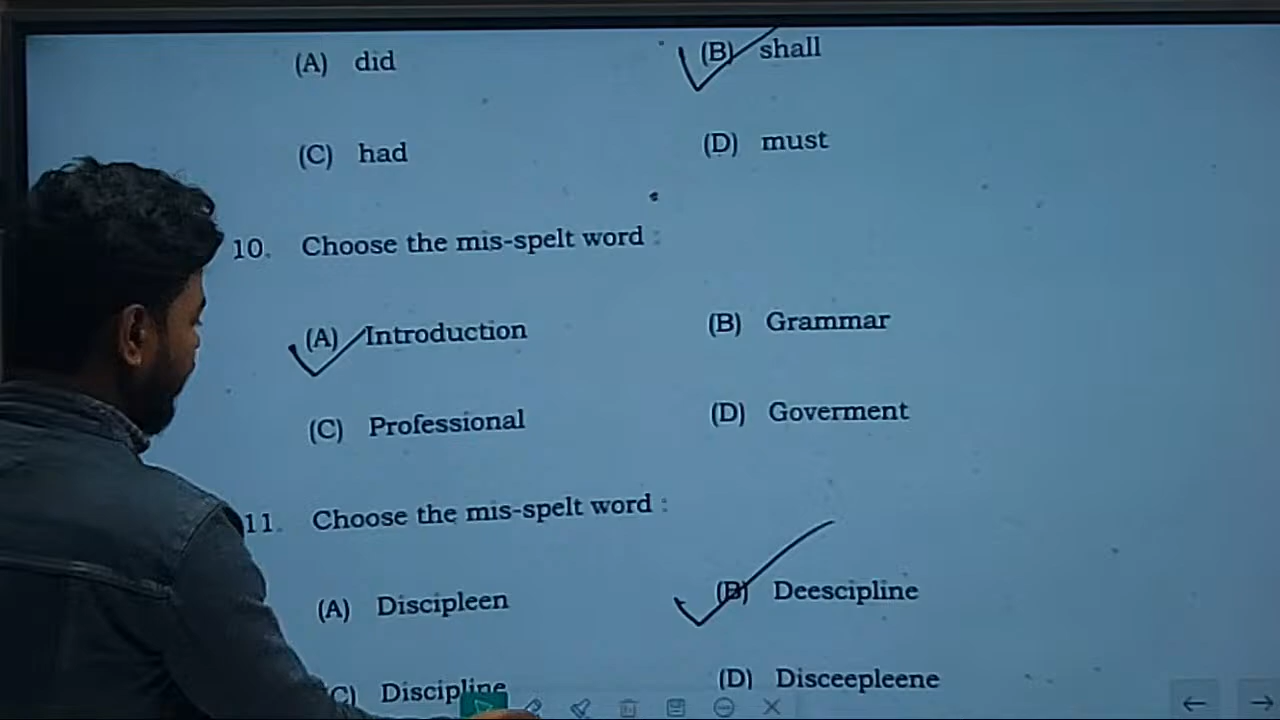 (A) did (B) shall
(C) had (D) must
10. Choose the mis-spelt word :
(A) Introduction (B) Grammar
(C) Professional (D) Goverment
11. Choose the mis-spelt word :
(A) Discipleen (B) Deescipline
C) Discipline (D) Disceepleene